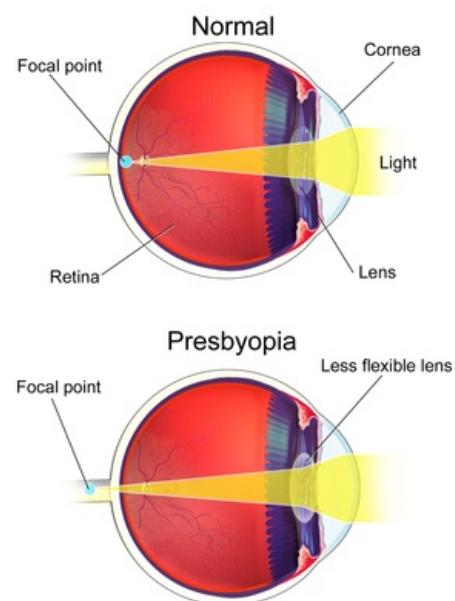 Normal
Focal point
Cornea
Light
Retina
Lens
Presbyopia
Less flexible lens
Focal point